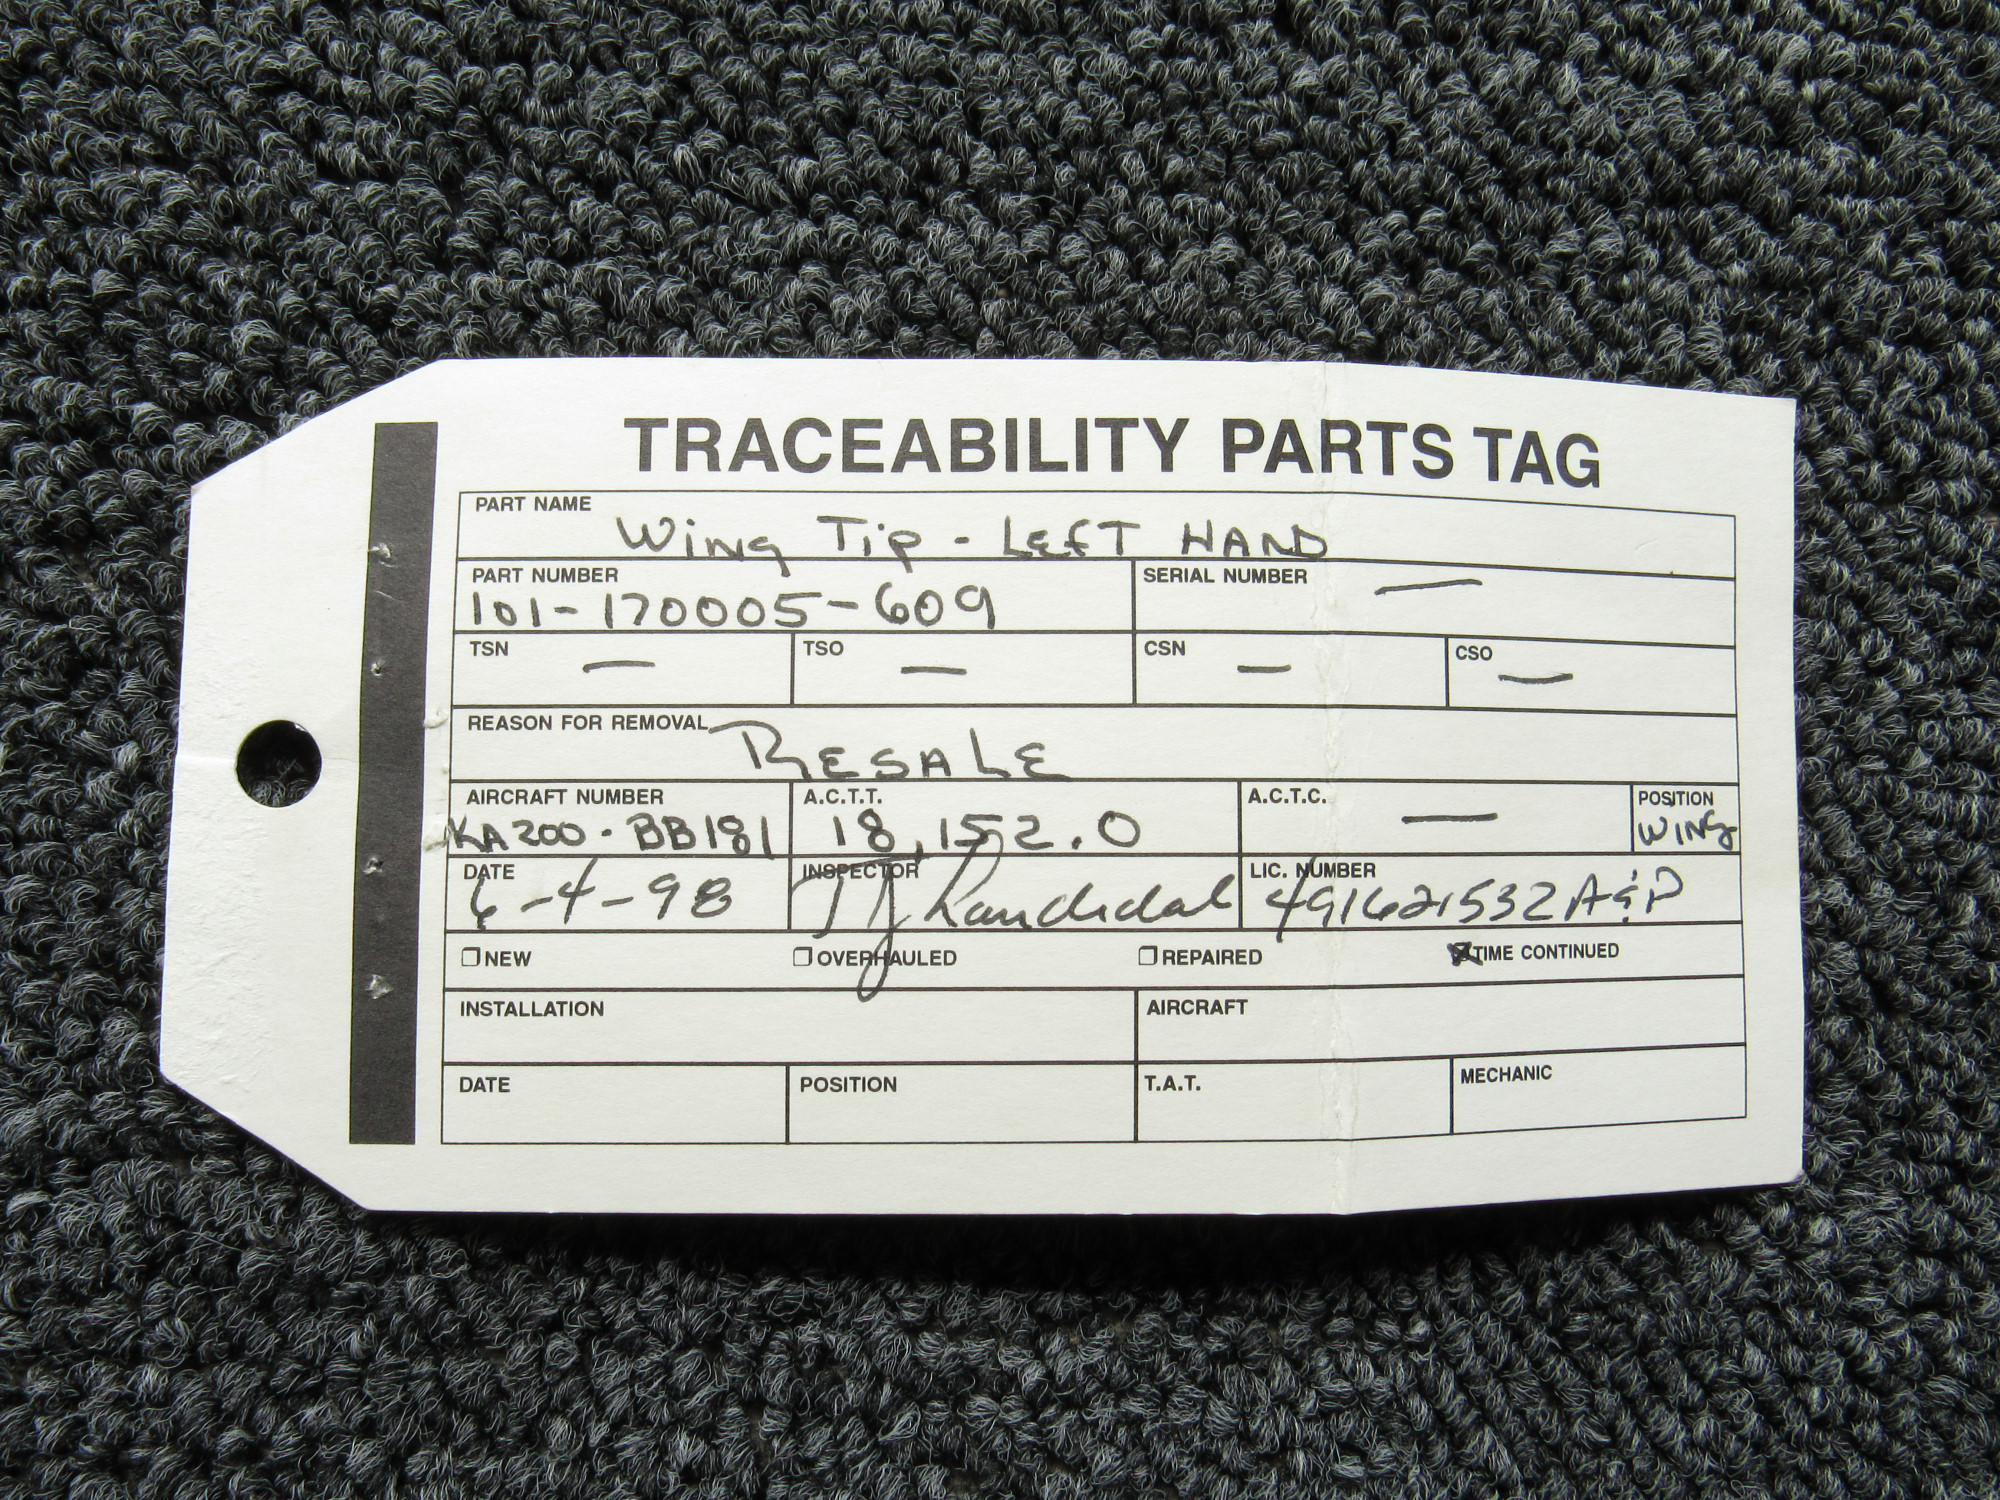 TRACEABILITY PARTS TAG
PART NAME
Wing Tip - LEFT HAND
PART NUMBER SERIAL NUMBER —
101-170005-609
TSN — TSO — CSN — CSO —
REASON FOR REMOVAL RESALE
AIRCRAFT NUMBER A.C.T.T. A.C.T.C. — POSITION
KA200 · BB181 18,152.0 WING
DATE INSPECTOR LIC. NUMBER
6-4-98 491621532 A&P
NEW OVERHAULED REPAIRED TIME CONTINUED
INSTALLATION AIRCRAFT
DATE POSITION T.A.T. MECHANIC